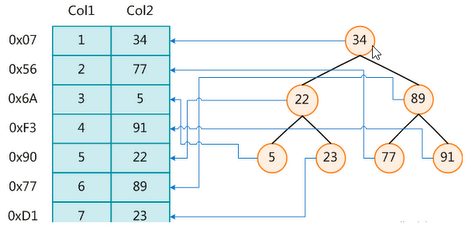 Col1 Col2
0x07 1 34 34
0x56 2 77
0x6A 3 5 22 89
0xF3 4 91
0x90 5 22 5 23 77 91
0x77 6 89
0xD1 7 23